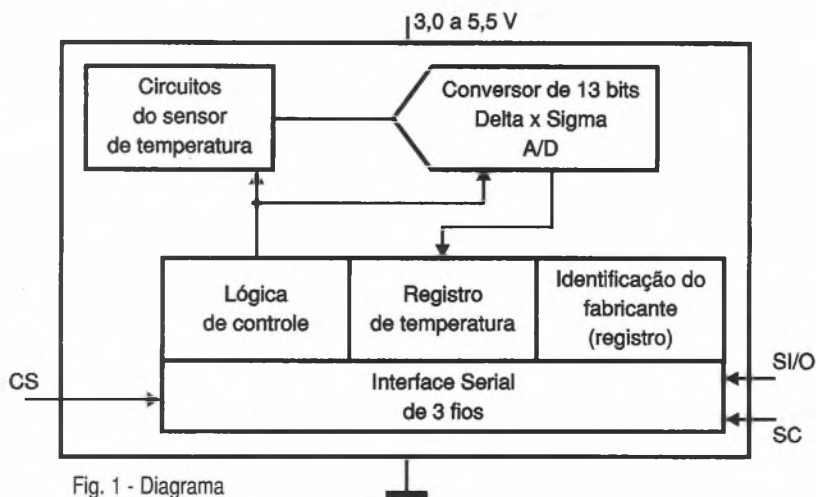 3,0 a 5,5 V
Circuitos
do sensor
de temperatura
Conversor de 13 bits
Delta x Sigma
A/D
Lógica
de controle
Registro
de temperatura
Identificação do
fabricante
(registro)
CS
Interface Serial
de 3 fios
SI/O
SC
Fig. 1 - Diagrama